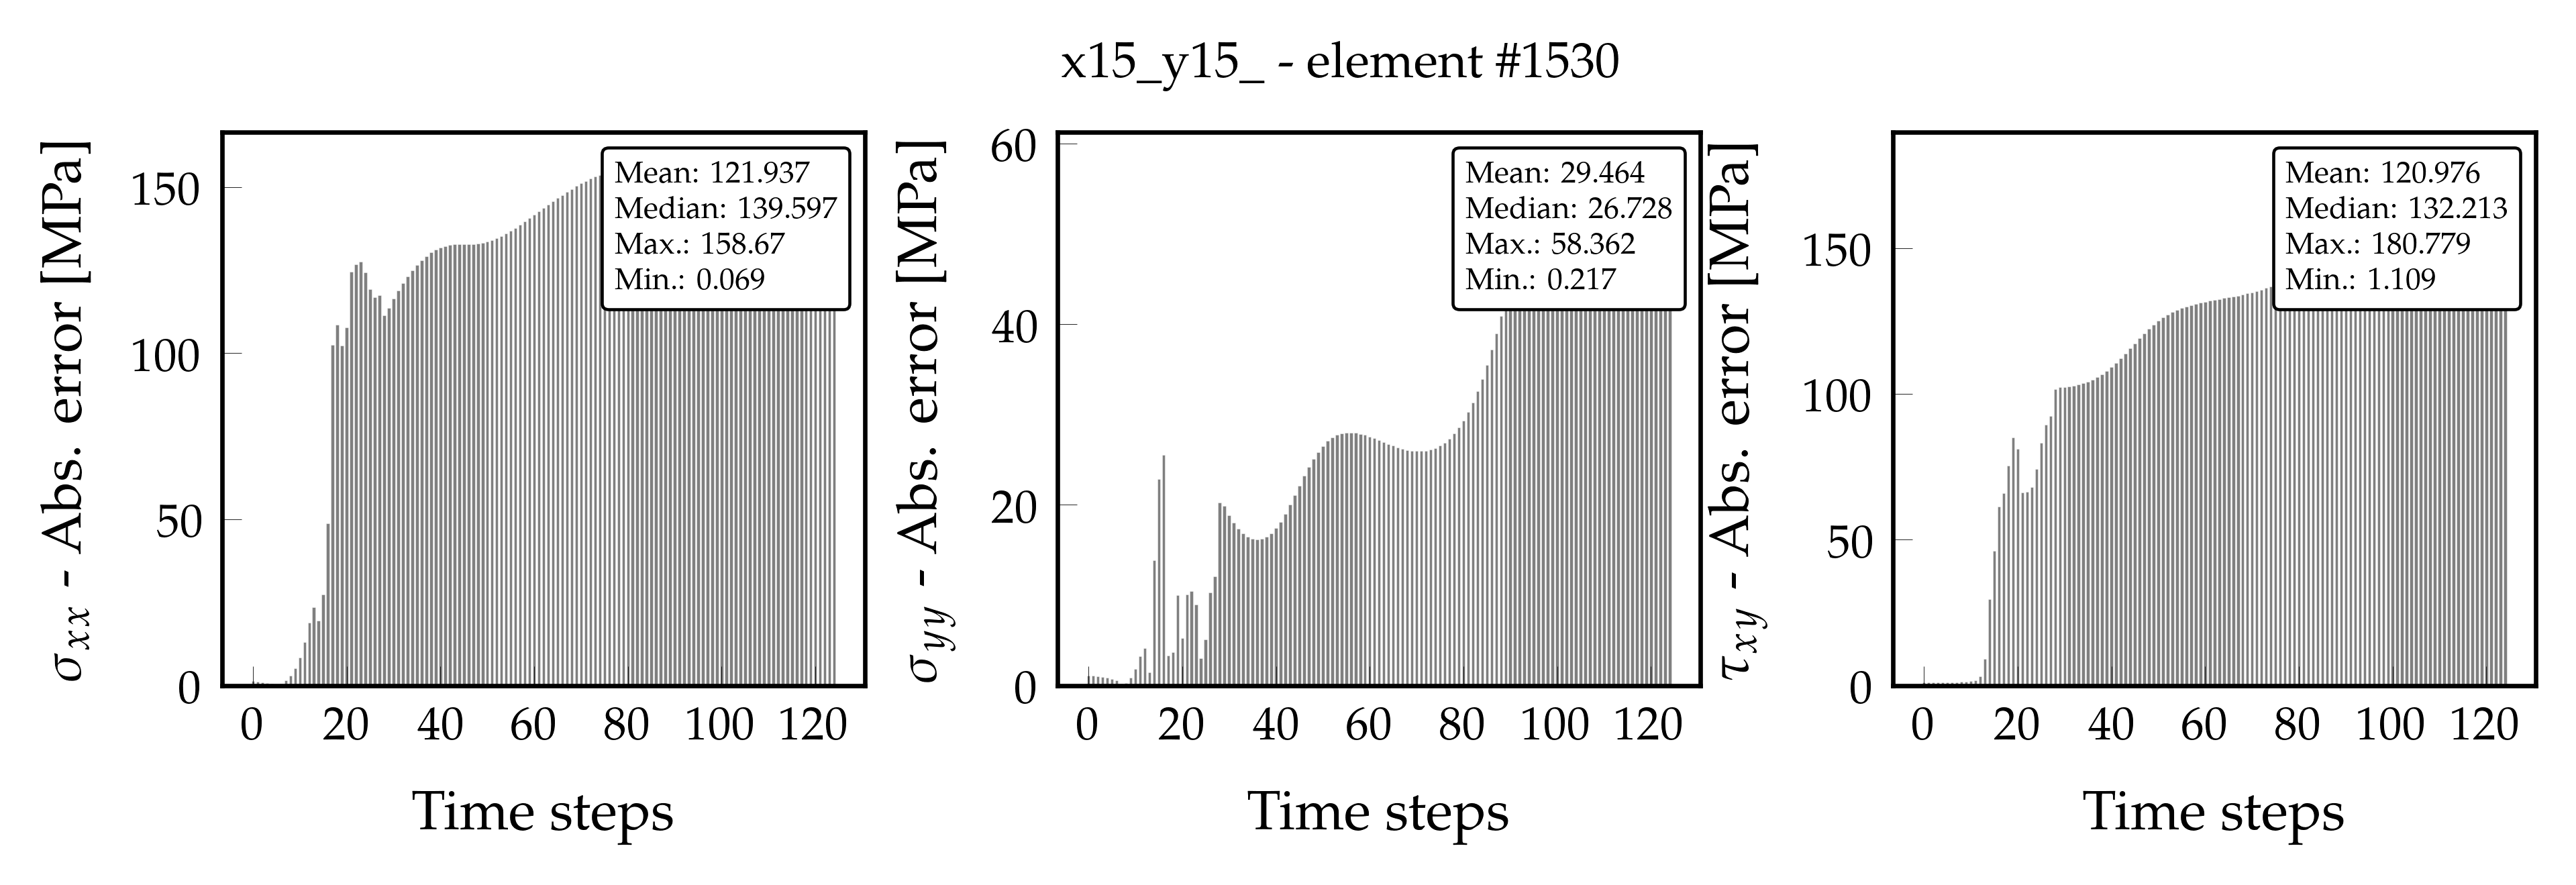 x15_y15_ - element #1530
σxx - Abs. error [MPa]
150
100
50
0
0 20 40 60 80 100 120
Time steps
Mean: 121.937
Median: 139.597
Max.: 158.67
Min.: 0.069
σyy - Abs. error [MPa]
60
40
20
0
0 20 40 60 80 100 120
Time steps
Mean: 29.464
Median: 26.728
Max.: 58.362
Min.: 0.217
τxy - Abs. error [MPa]
150
100
50
0
0 20 40 60 80 100 120
Time steps
Mean: 120.976
Median: 132.213
Max.: 180.779
Min.: 1.109